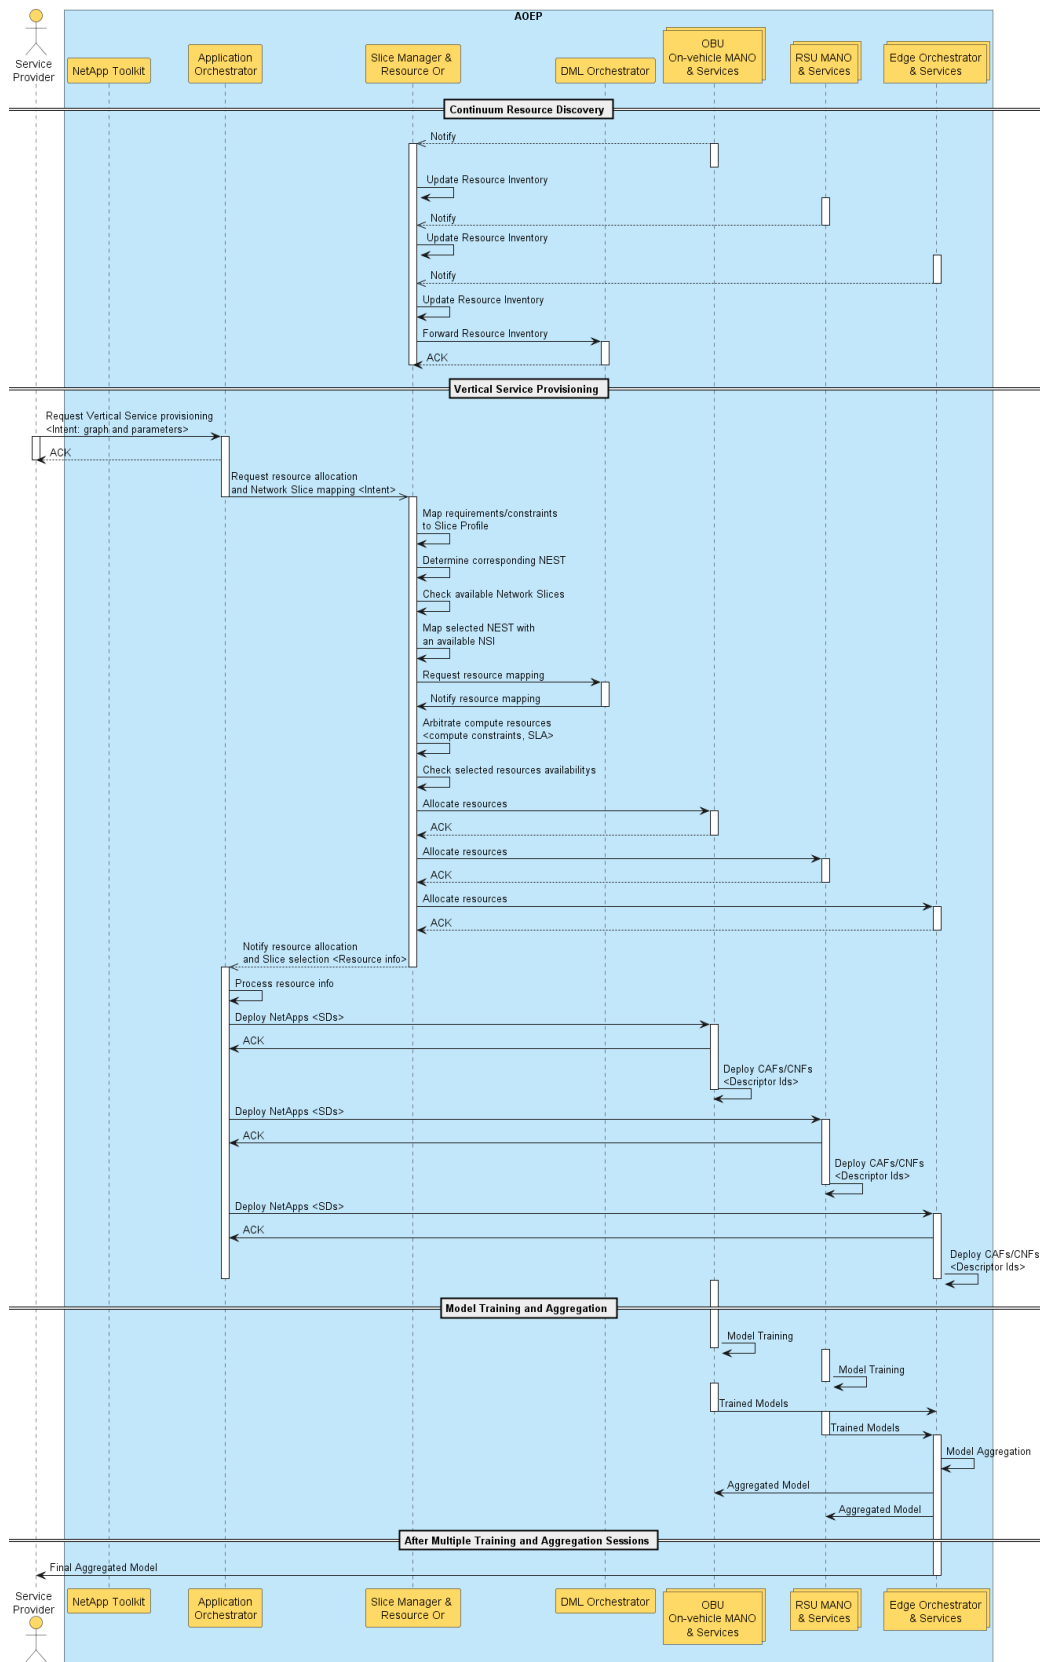 AOEP
Service
Provider
NetApp Toolkit
Application
Orchestrator
Slice Manager &
Resource Or
DML Orchestrator
OBU
On-vehicle MANO
& Services
RSU MANO
& Services
Edge Orchestrator
& Services
Continuum Resource Discovery
Notify
Update Resource Inventory
Notify
Update Resource Inventory
Notify
Update Resource Inventory
Forward Resource Inventory
ACK
Vertical Service Provisioning
Request Vertical Service provisioning
<Intent: graph and parameters>
ACK
Request resource allocation
and Network Slice mapping <Intent>
Map requirements/constraints
to Slice Profile
Determine corresponding NEST
Check available Network Slices
Map selected NEST with
an available NSI
Request resource mapping
Notify resource mapping
Arbitrate compute resources
<compute constraints, SLA>
Check selected resources availabilitys
Allocate resources
ACK
Allocate resources
ACK
Allocate resources
ACK
Notify resource allocation
and Slice selection <Resource info>
Process resource info
Deploy NetApps <SDs>
ACK
Deploy CAFs/CNFs
<Descriptor Ids>
Deploy NetApps <SDs>
ACK
Deploy CAFs/CNFs
<Descriptor Ids>
Deploy NetApps <SDs>
ACK
Deploy CAFs/CNFs
<Descriptor Ids>
Model Training and Aggregation
Model Training
Model Training
Trained Models
Trained Models
Model Aggregation
Aggregated Model
Aggregated Model
After Multiple Training and Aggregation Sessions
Final Aggregated Model
Service
Provider
NetApp Toolkit
Application
Orchestrator
Slice Manager &
Resource Or
DML Orchestrator
OBU
On-vehicle MANO
& Services
RSU MANO
& Services
Edge Orchestrator
& Services